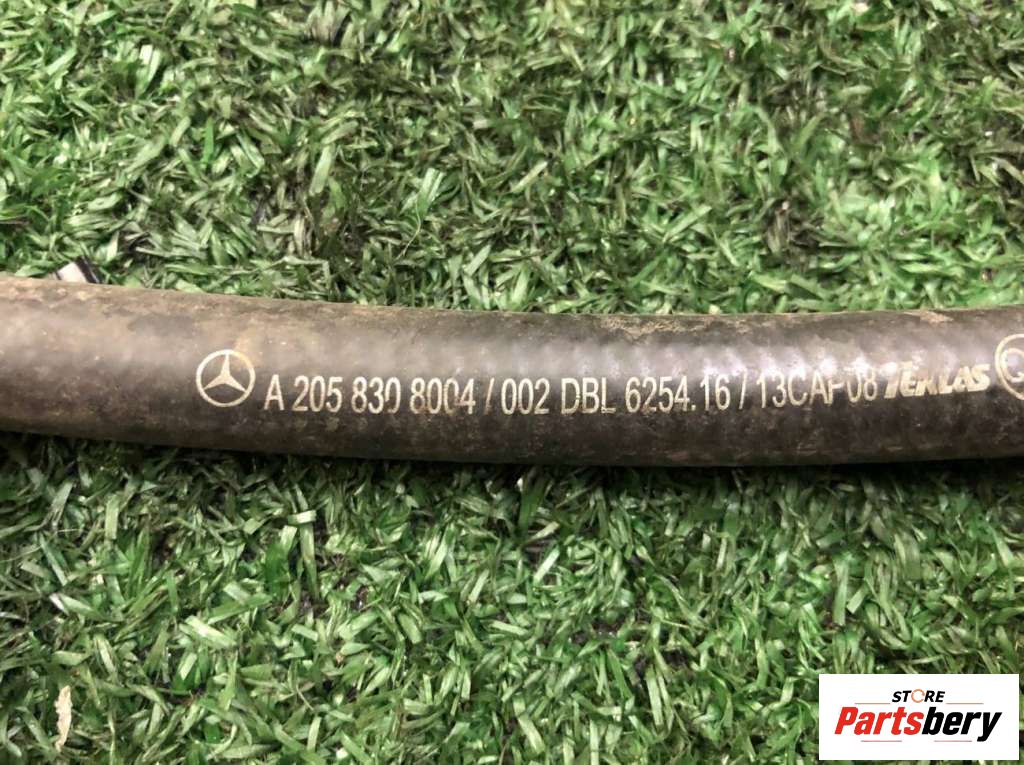 A 205 830 8004 / 002 DBL 6254.16 / 13CAF08 TEKLAS
STORE
Partsbery